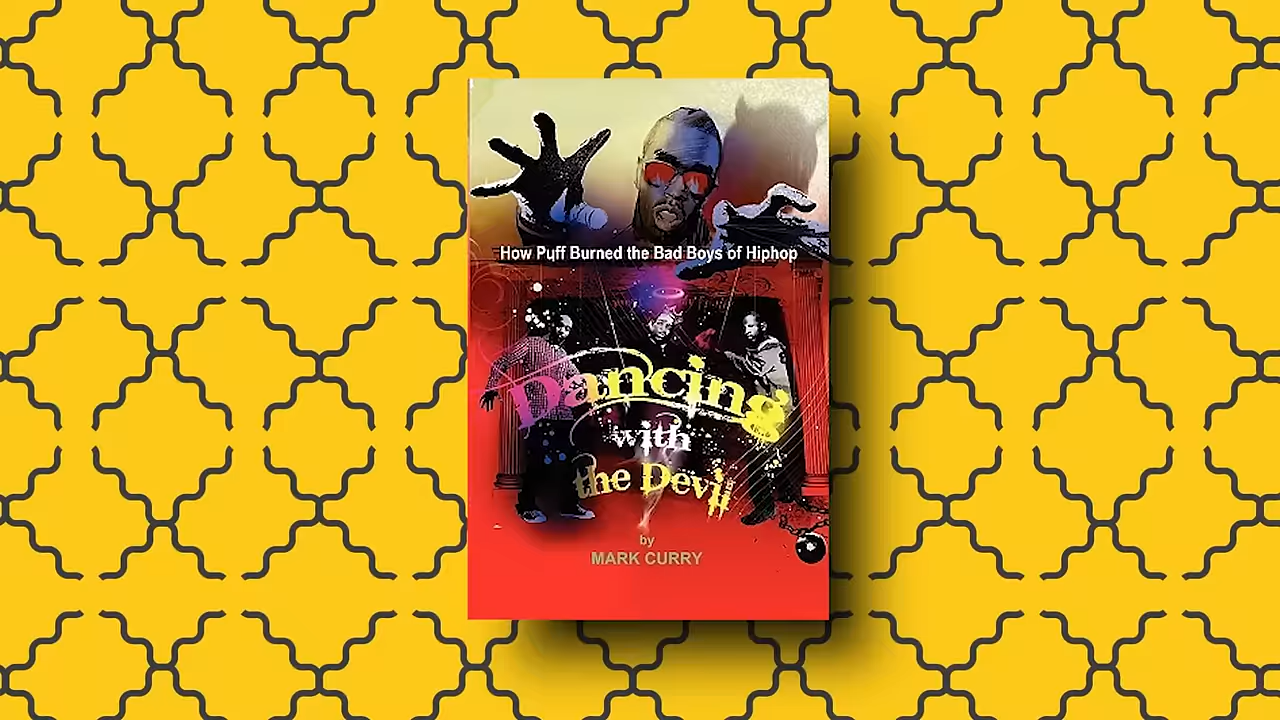 How Puff Burned the Bad Boys of Hiphop
Dancing
with
the Devil
by
MARK CURRY